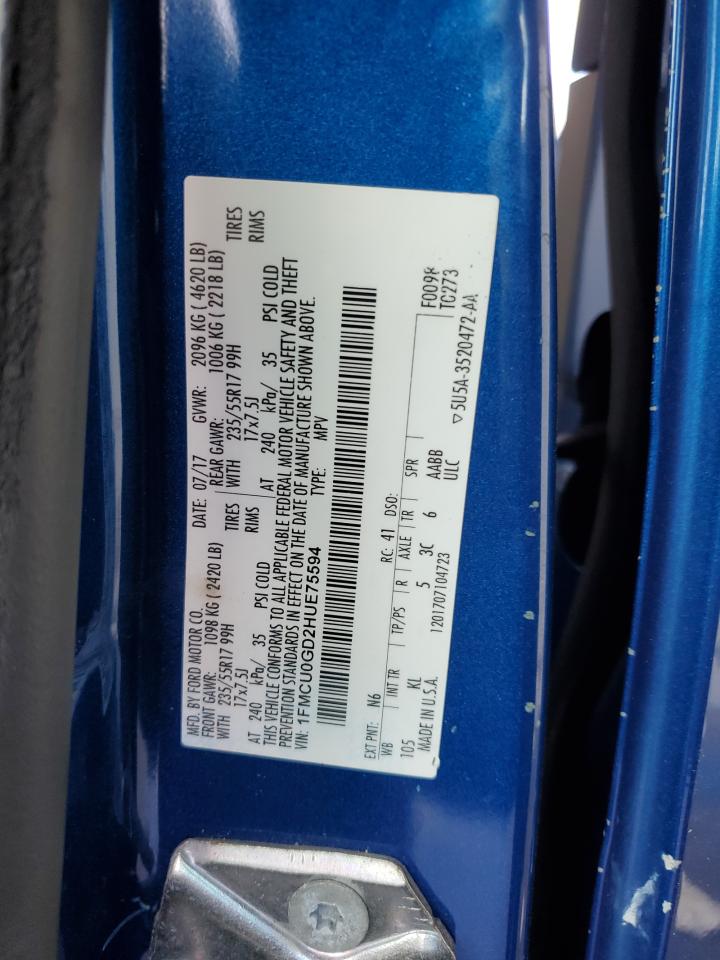 MFD. BY FORD MOTOR CO. DATE: 07/17 GVWR: 2096 KG ( 4620 LB)
FRONT GAWR: 1098 KG ( 2420 LB) REAR GAWR: 1006 KG ( 2218 LB)
WITH 235/55R17 99H TIRES WITH 235/55R17 99H TIRES
17x7.5J RIMS 17x7.5J RIMS
AT 240 kPa/ 35 PSI COLD AT 240 kPa/ 35 PSI COLD
THIS VEHICLE CONFORMS TO ALL APPLICABLE FEDERAL MOTOR VEHICLE SAFETY AND THEFT
PREVENTION STANDARDS IN EFFECT ON THE DATE OF MANUFACTURE SHOWN ABOVE.
VIN: 1FMCU0GD2HUE75594 TYPE: MPV
EXT PNT: N6 RC: 41 DSO:
WB INT TR TP/PS R AXLE TR SPR
105 KL 5 3C 6 AABB
MADE IN U.S.A. 1201707104723 ULC
F009
TG273
▽5U5A-3520472-AA